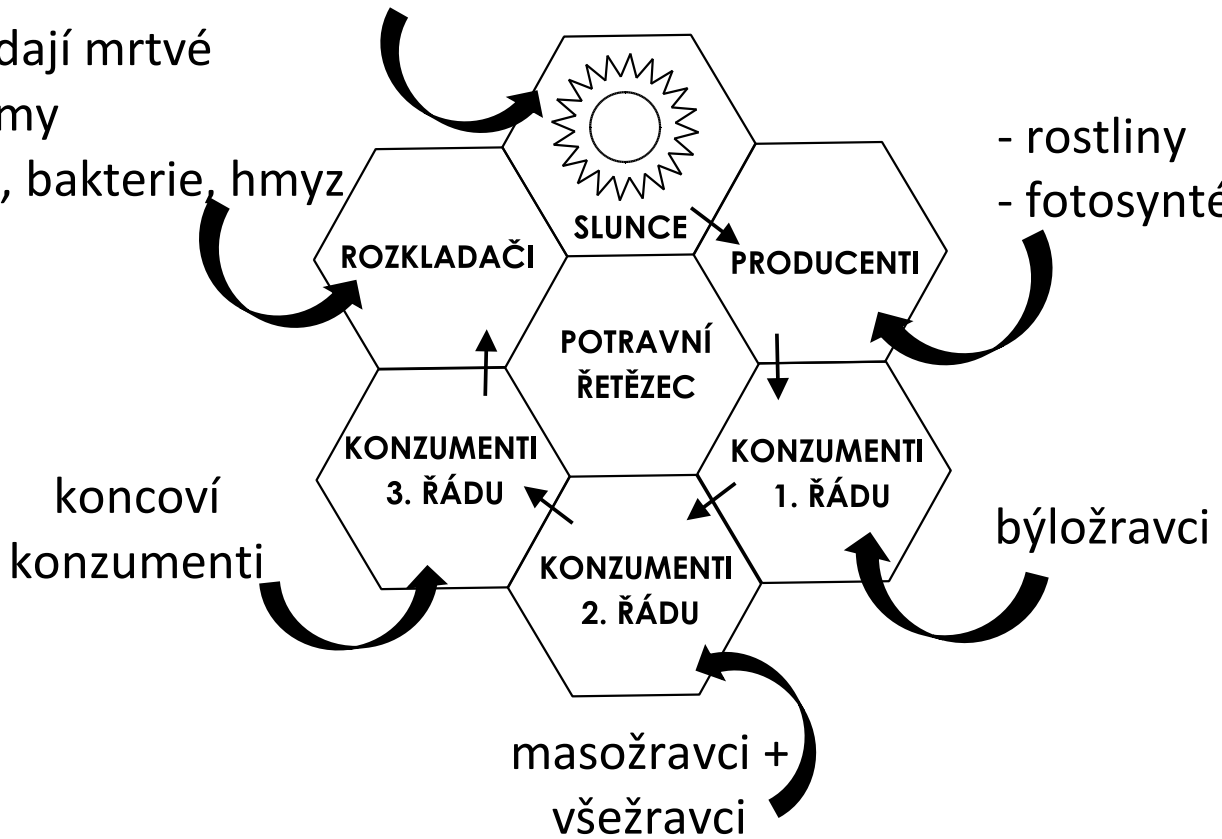 dají mrtvé
my
, bakterie, hmyz
- rostliny
- fotosynté
SLUNCE
ROZKLADAČI
PRODUCENTI
POTRAVNÍ
ŘETĚZEC
KONZUMENTI
3. ŘÁDU
KONZUMENTI
1. ŘÁDU
koncoví
konzumenti
býložravci
KONZUMENTI
2. ŘÁDU
masožravci +
všežravci